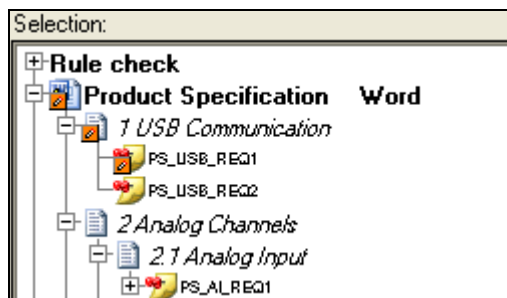 Selection:
Rule check
Product Specification Word
1 USB Communication
PS_USB_REQ1
PS_USB_REQ2
2 Analog Channels
2.1 Analog Input
PS_AI_REQ1